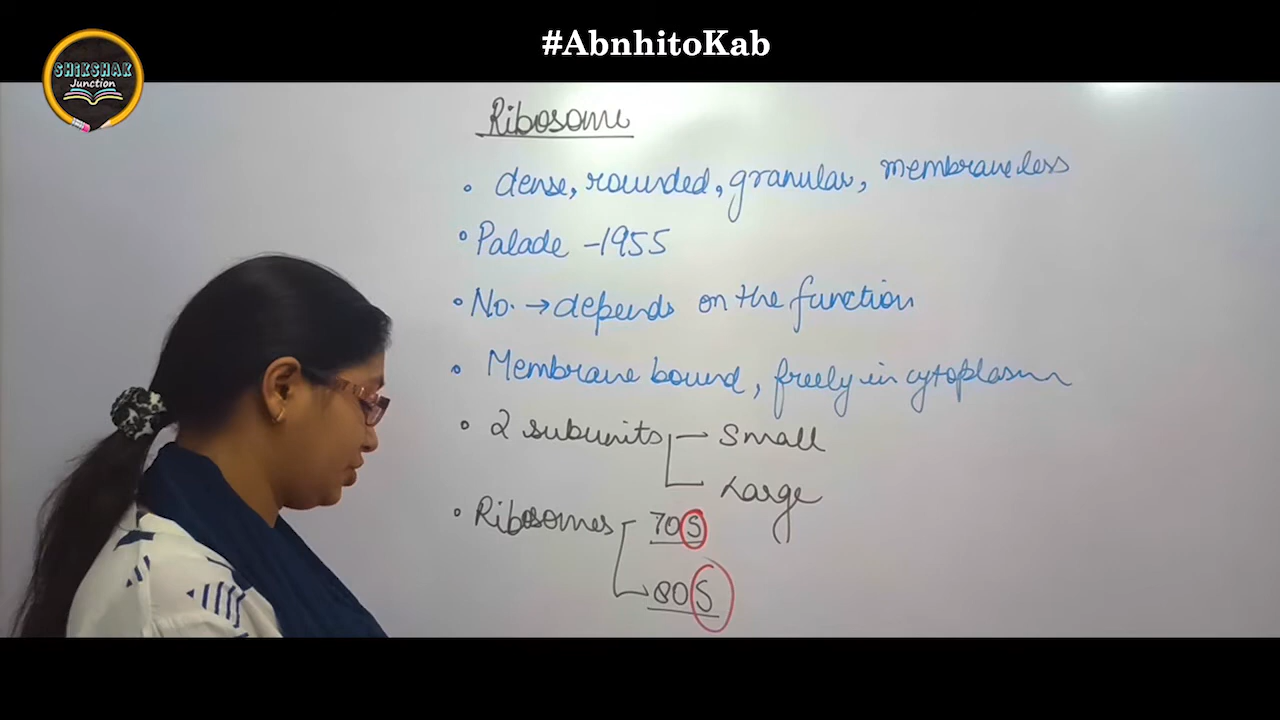 #AbnhitoKab
SHIKSHAK
Junction
Ribosome
• dense, rounded, granular, membraneless
• Palade - 1955
• No. → depends on the function
• Membrane bound, freely in cytoplasm
• 2 subunits Small
Large
• Ribosomes 70S
80S